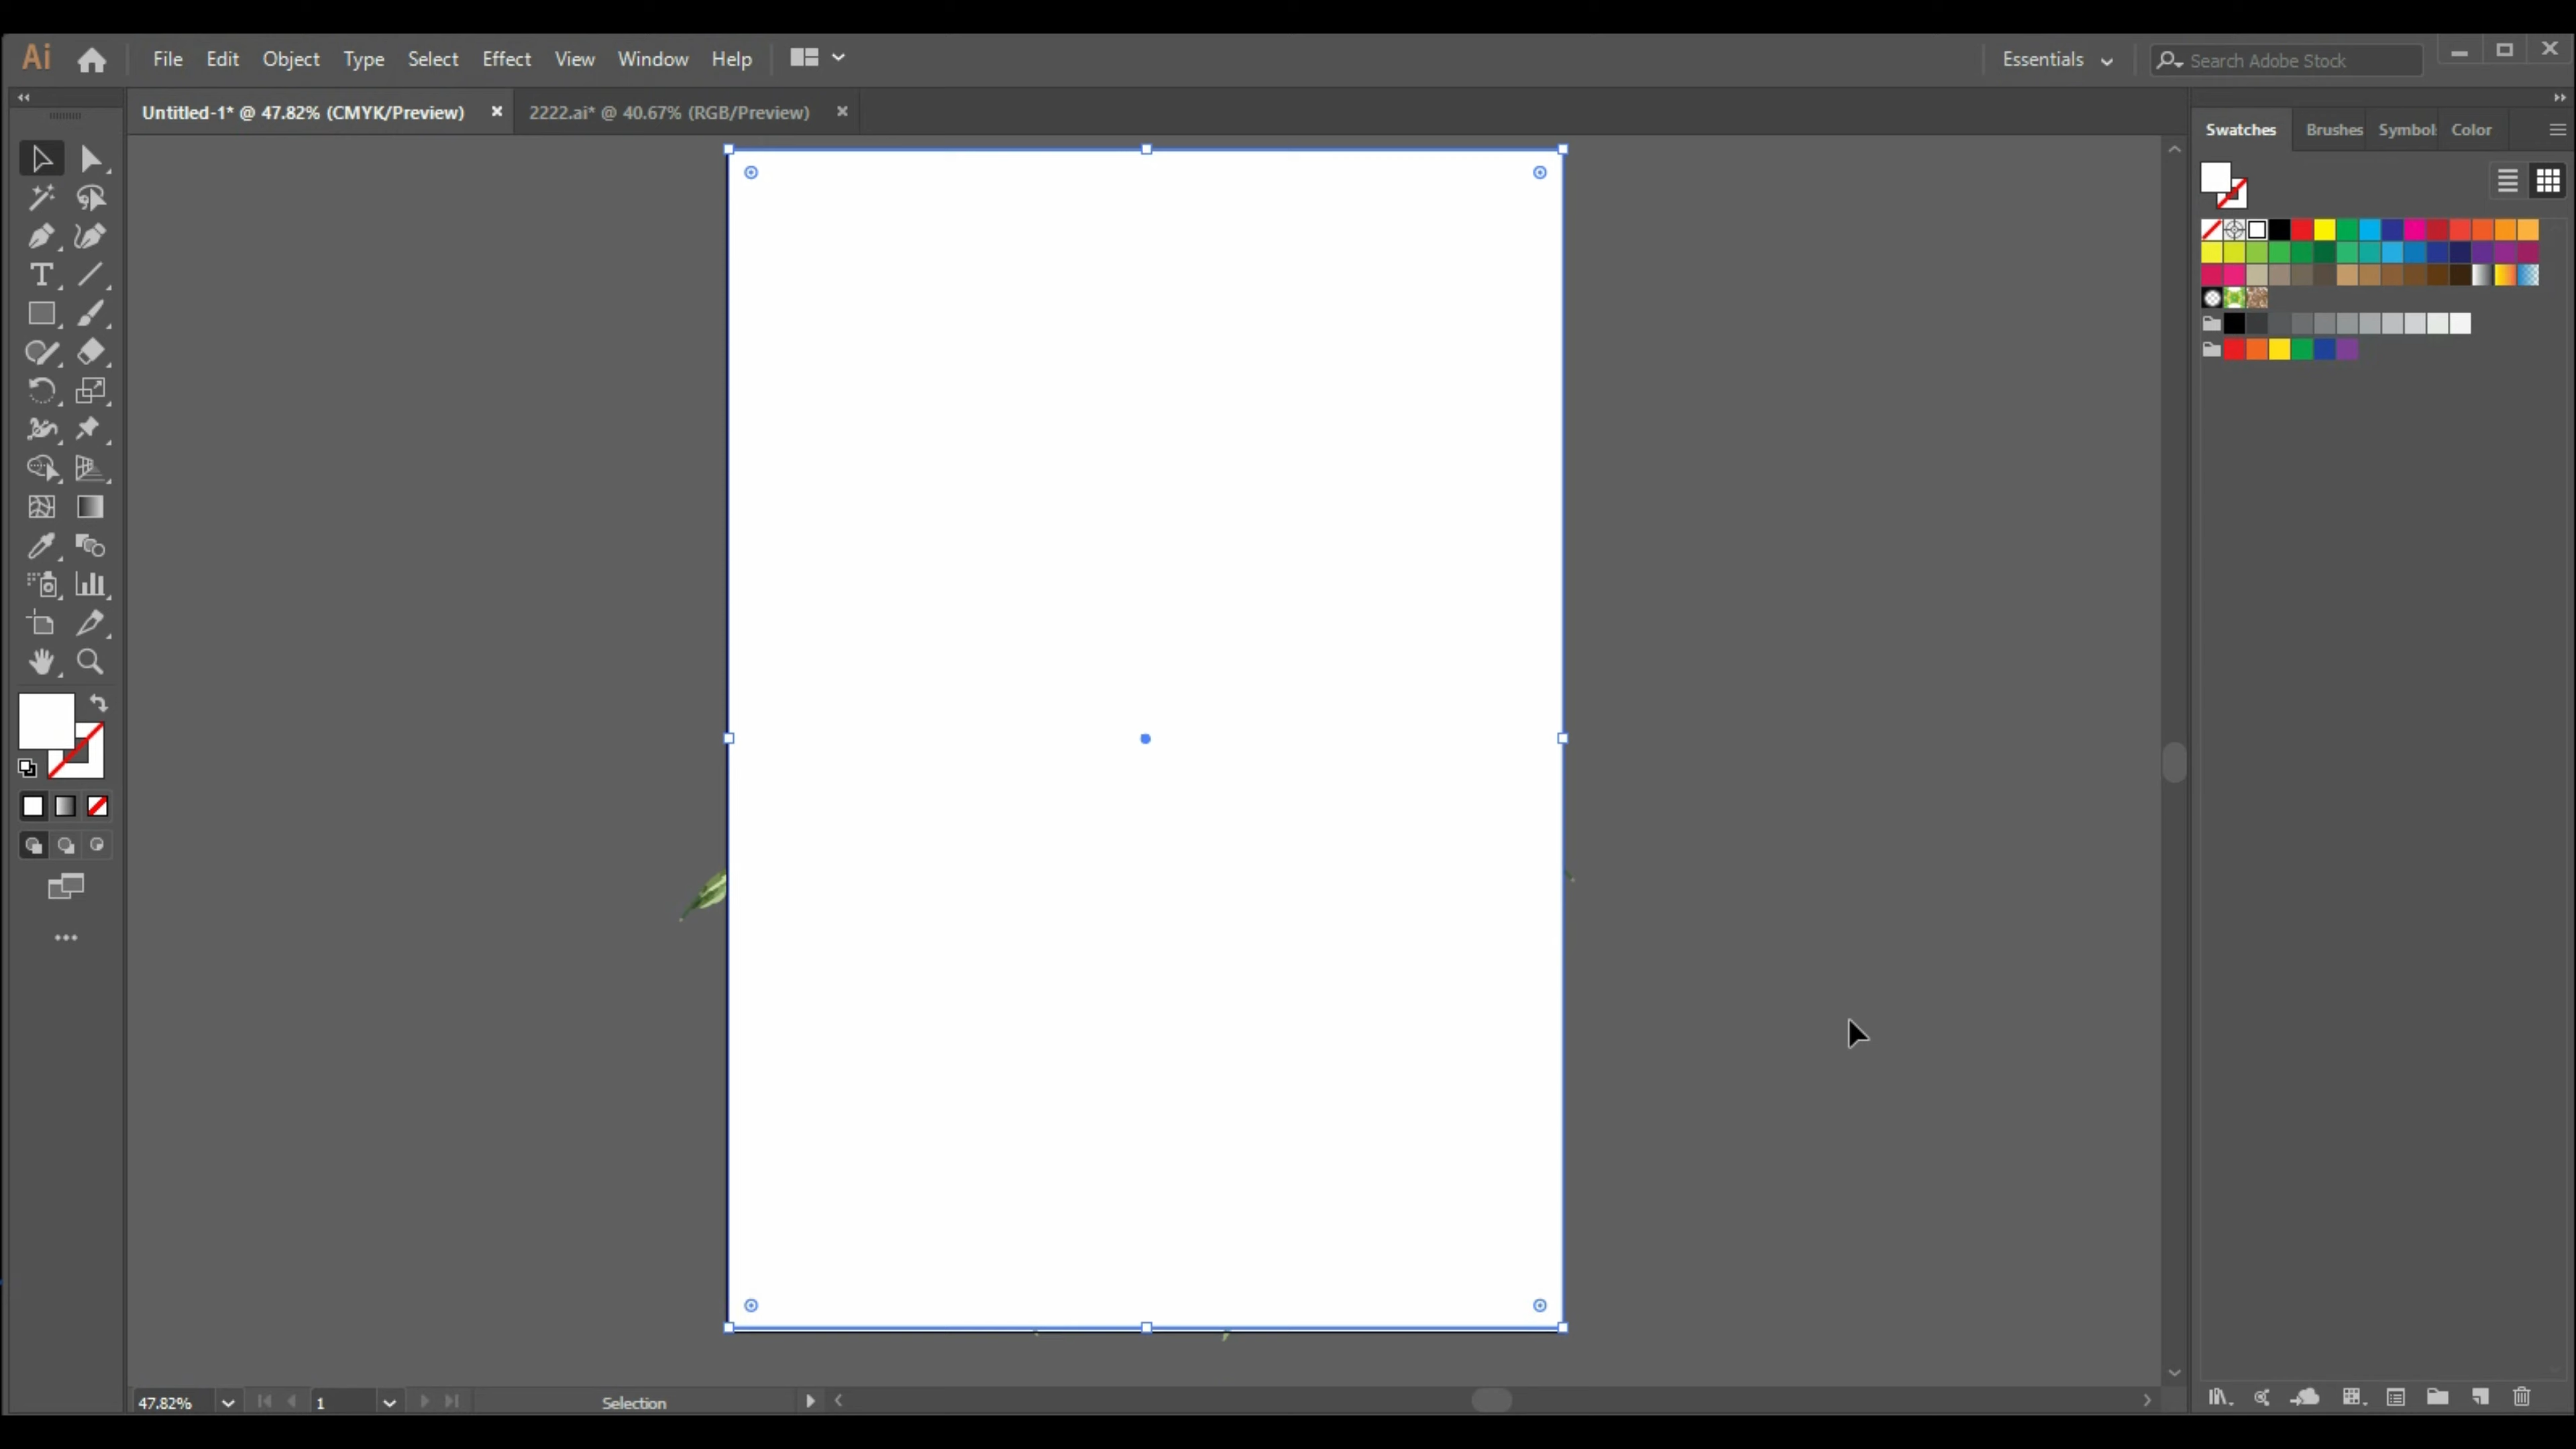 Ai File Edit Object Type Select Effect View Window Help Essentials Search Adobe Stock
Untitled-1* @ 47.82% (CMYK/Preview) 2222.ai* @ 40.67% (RGB/Preview)
Swatches Brushes Symbol Color
47.82% 1 Selection